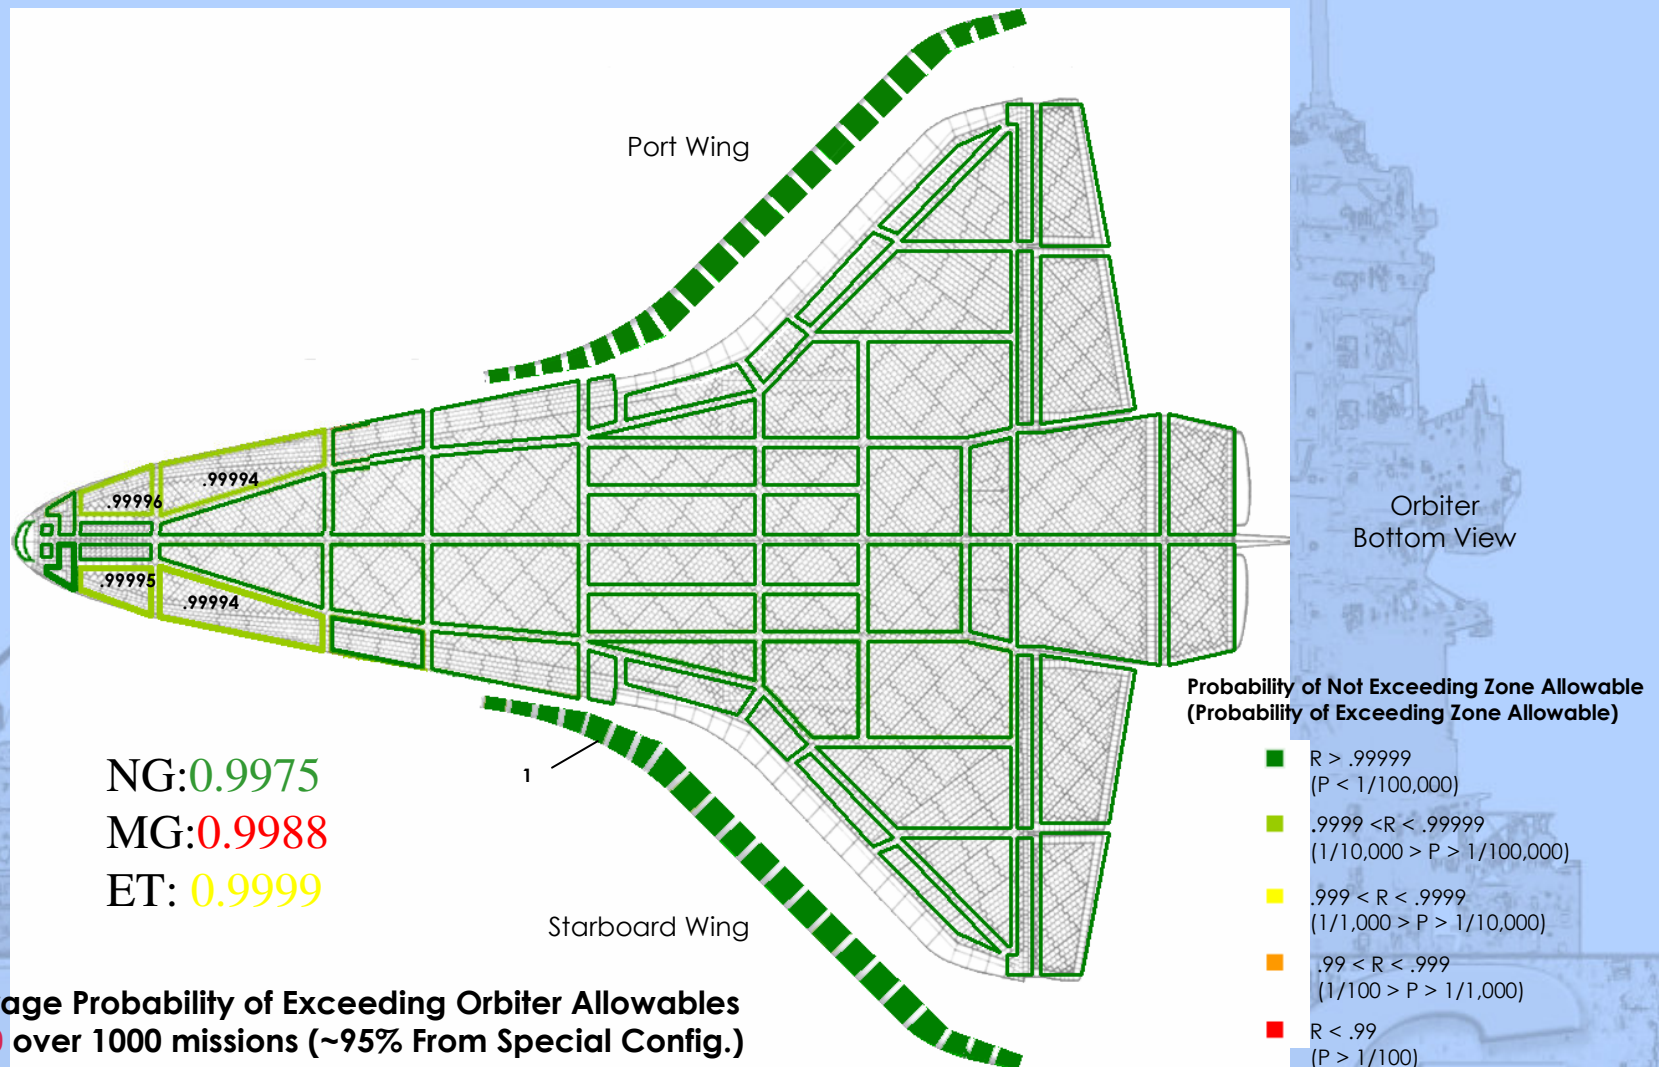 Port Wing
.99994
.99996
.99995
.99994
Orbiter
Bottom View
Probability of Not Exceeding Zone Allowable
(Probability of Exceeding Zone Allowable)
R > .99999
(P < 1/100,000)
.9999 <R < .99999
(1/10,000 > P > 1/100,000)
.999 < R < .9999
(1/1,000 > P > 1/10,000)
.99 < R < .999
(1/100 > P > 1/1,000)
R < .99
(P > 1/100)
1
NG:0.9975
MG:0.9988
ET: 0.9999
Starboard Wing
age Probability of Exceeding Orbiter Allowables
over 1000 missions (~95% From Special Config.)